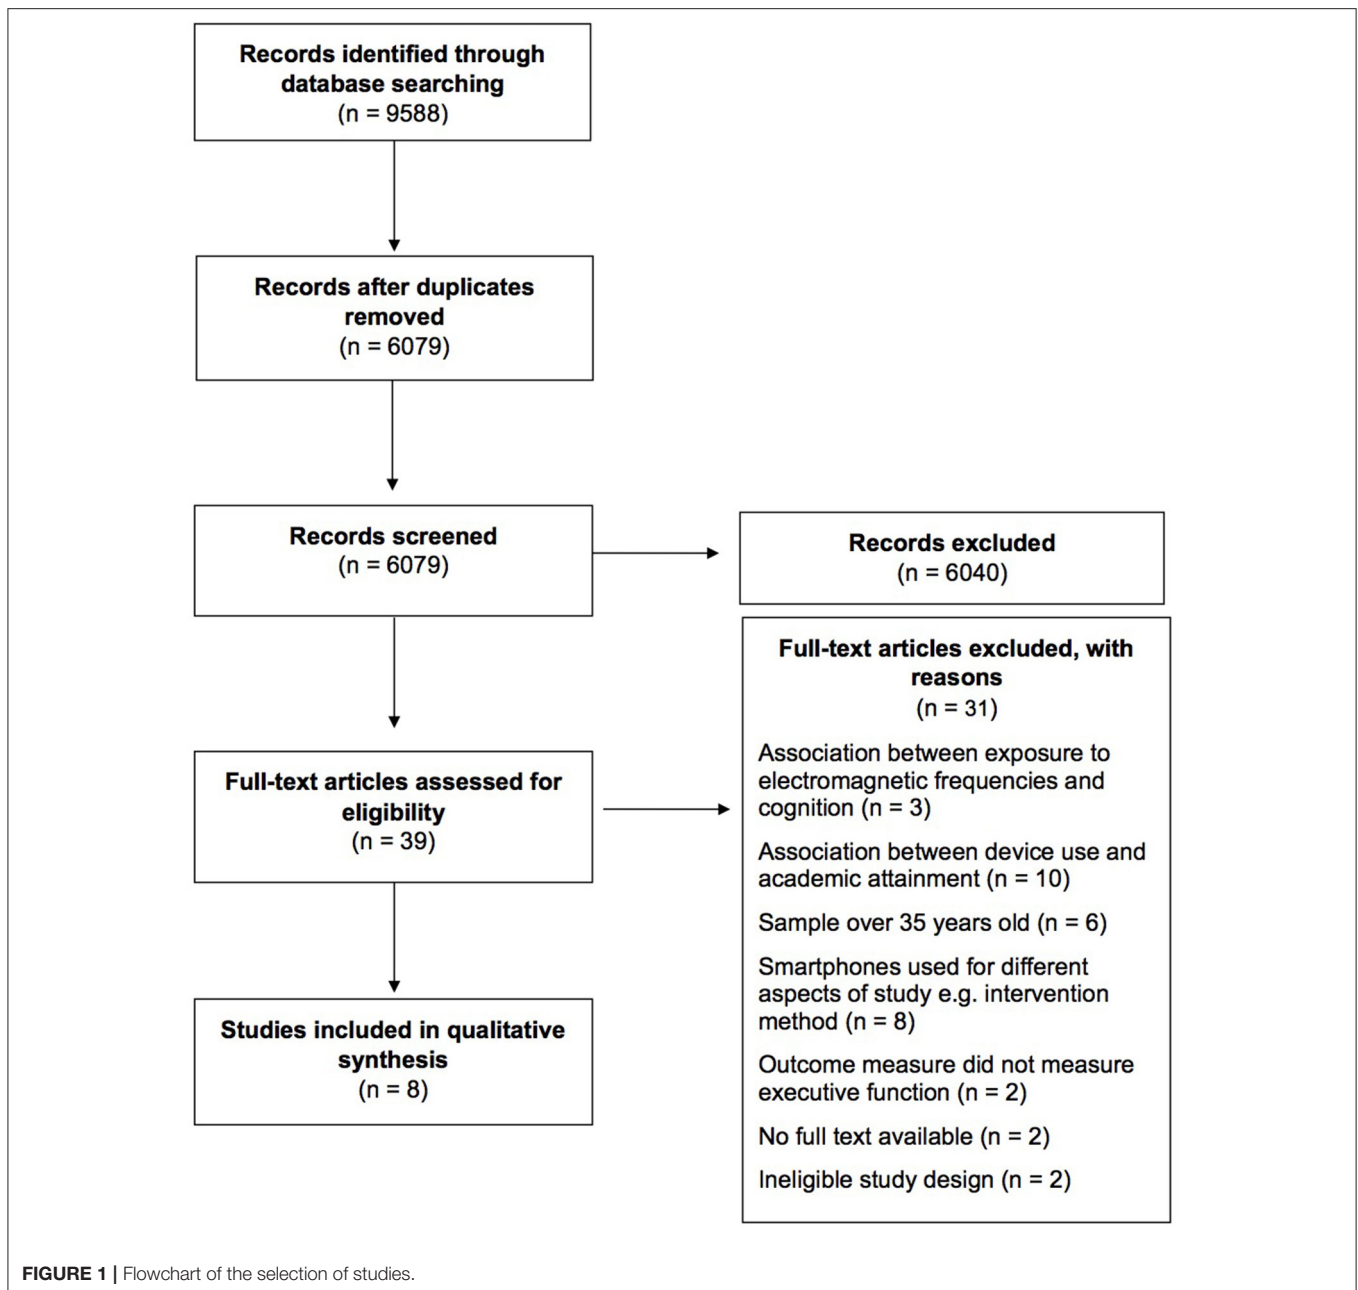 Records identified through
database searching
(n = 9588)
Records after duplicates
removed
(n = 6079)
Records screened
(n = 6079)
Records excluded
(n = 6040)
Full-text articles assessed for
eligibility
(n = 39)
Full-text articles excluded, with
reasons
(n = 31)
Association between exposure to
electromagnetic frequencies and
cognition (n = 3)
Association between device use and
academic attainment (n = 10)
Sample over 35 years old (n = 6)
Smartphones used for different
aspects of study e.g. intervention
method (n = 8)
Outcome measure did not measure
executive function (n = 2)
No full text available (n = 2)
Ineligible study design (n = 2)
Studies included in qualitative
synthesis
(n = 8)
FIGURE 1 | Flowchart of the selection of studies.